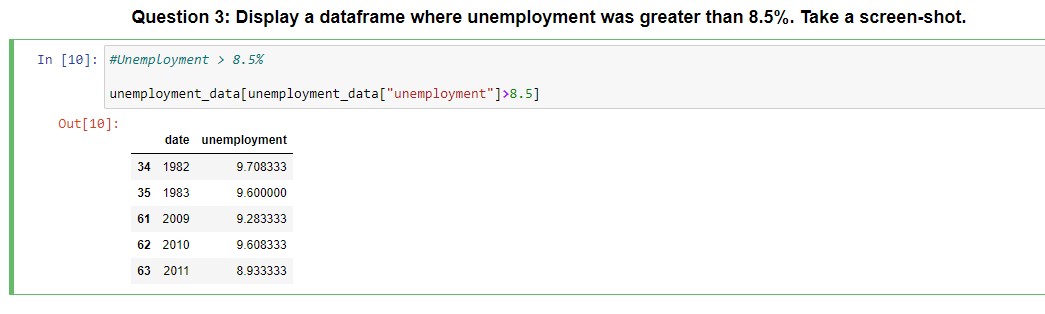 Question 3: Display a dataframe where unemployment was greater than 8.5%. Take a screen-shot.
In [10]: #Unemployment > 8.5%
unemployment_data[unemployment_data["unemployment"]>8.5]
Out[10]:
date unemployment
34 1982 9.708333
35 1983 9.600000
61 2009 9.283333
62 2010 9.608333
63 2011 8.933333